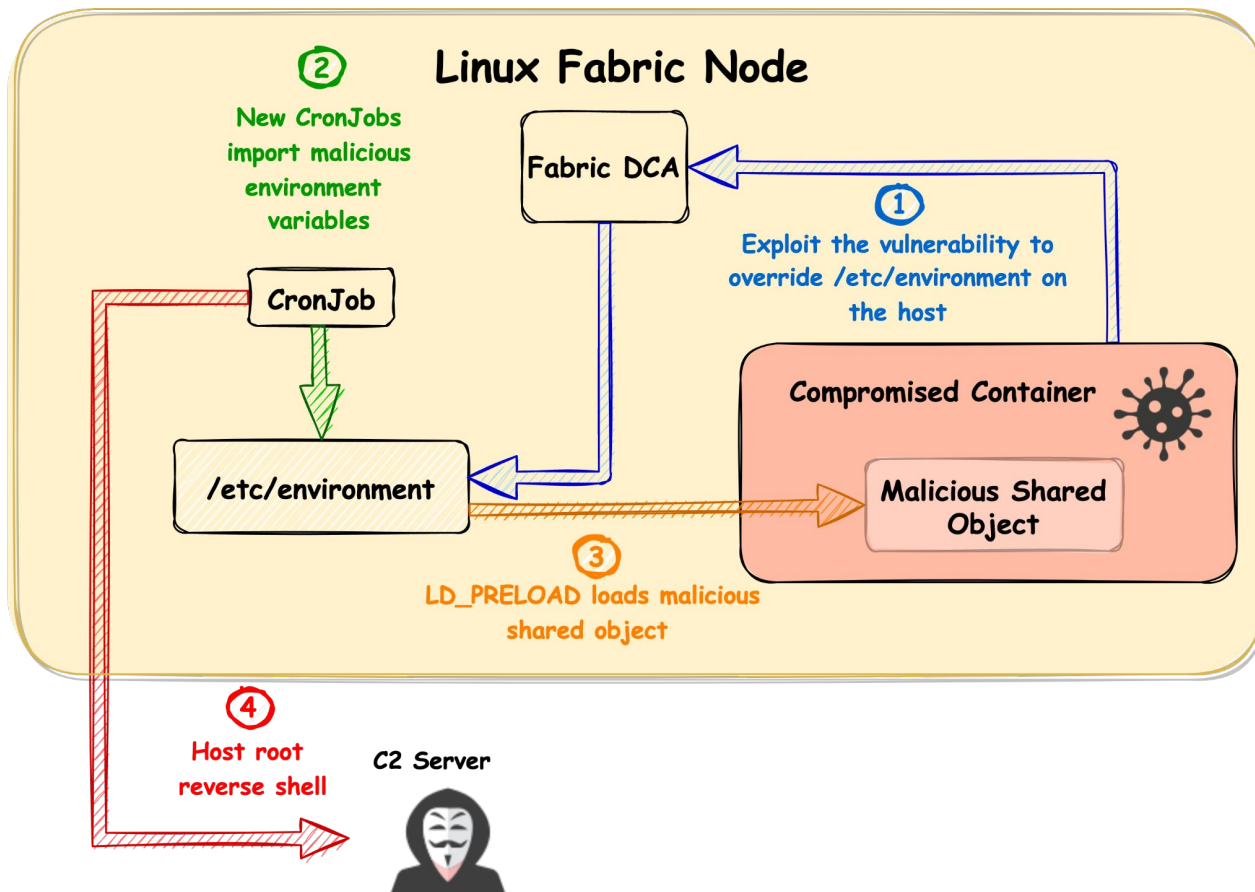 Linux Fabric Node
2
New CronJobs
import malicious
environment
variables
Fabric DCA
1
Exploit the vulnerability to
override /etc/environment on
the host
CronJob
Compromised Container
/etc/environment
Malicious Shared
Object
3
LD_PRELOAD loads malicious
shared object
4
Host root
reverse shell
C2 Server